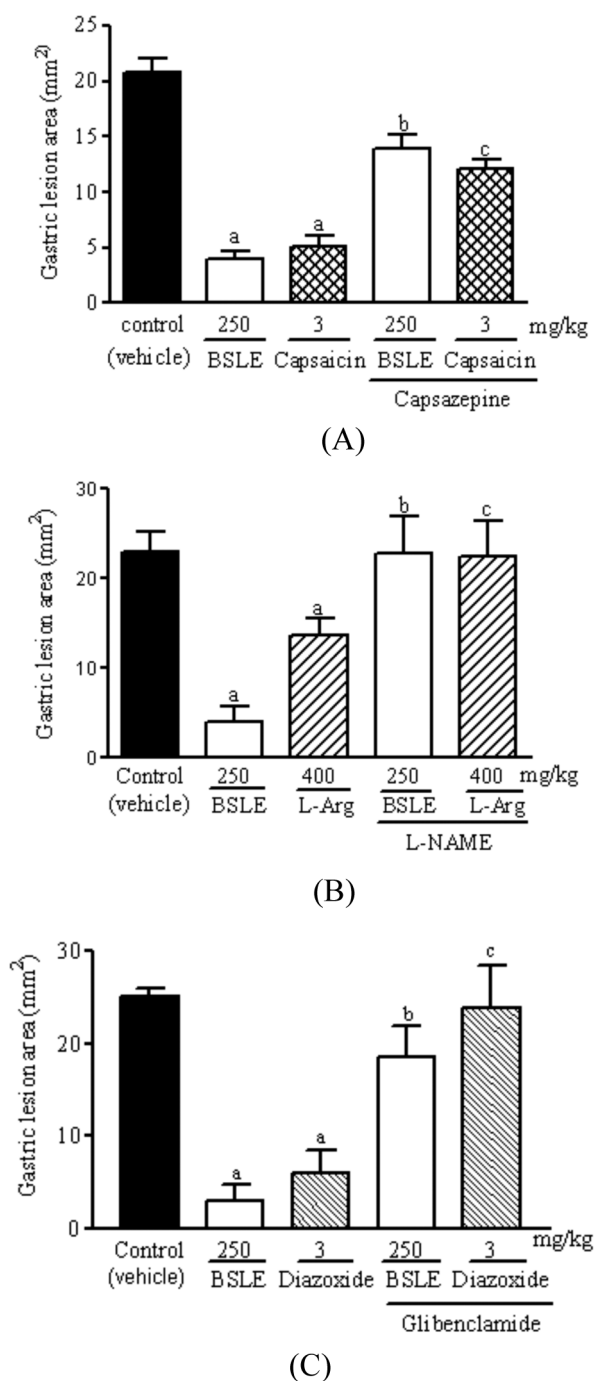 Gastric lesion area (mm²)
25
20
15
10
5
0
a
a
b
c
control 250 3 250 3 mg/kg
(vehicle) BSLE Capsaicin BSLE Capsaicin
Capsazepine
(A)
Gastric lesion area (mm²)
30
20
10
0
a
a
b
c
Control 250 400 250 400 mg/kg
(vehicle) BSLE L-Arg BSLE L-Arg
L-NAME
(B)
Gastric lesion area (mm²)
30
20
10
0
a
a
b
c
Control 250 3 250 3 mg/kg
(vehicle) BSLE Diazoxide BSLE Diazoxide
Glibenclamide
(C)